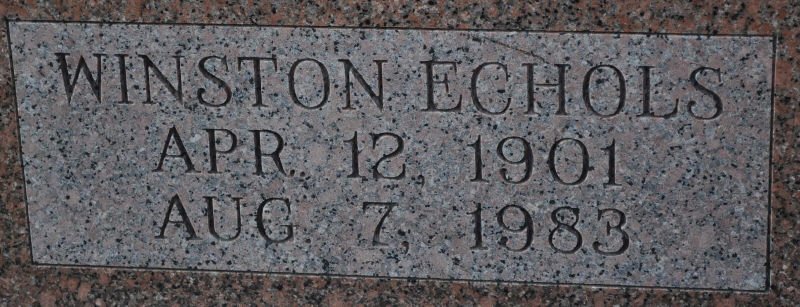 WINSTON ECHOLS
APR. 12, 1901
AUG. 7, 1983